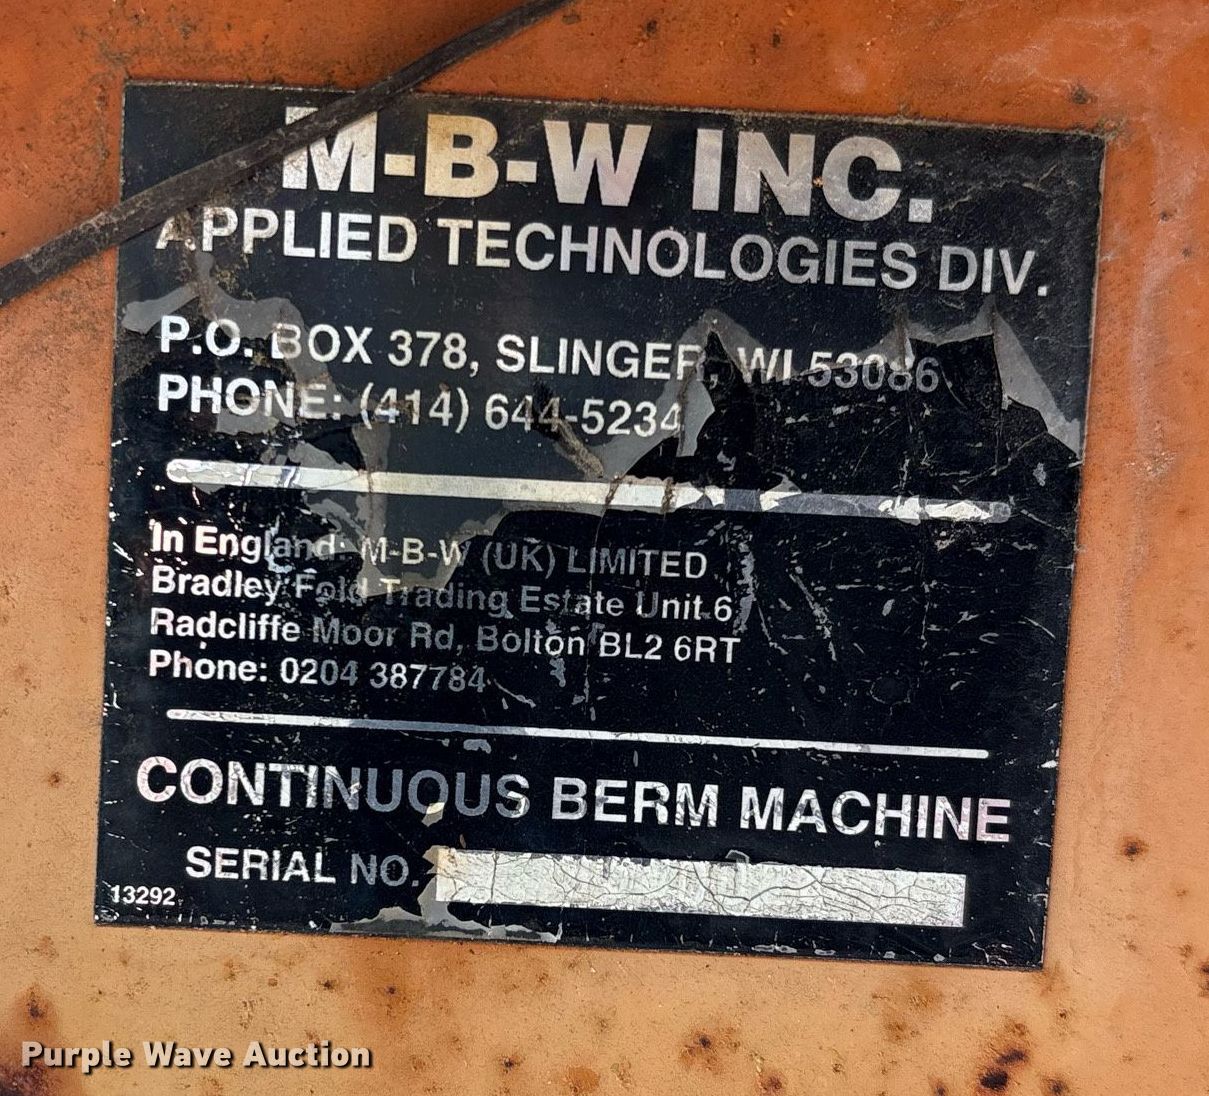 M-B-W INC.
APPLIED TECHNOLOGIES DIV.
P.O. BOX 378, SLINGER, WI 53086
PHONE: (414) 644-5234
In England: M-B-W (UK) LIMITED
Bradley Fold Trading Estate Unit 6
Radcliffe Moor Rd, Bolton BL2 6RT
Phone: 0204 387784
CONTINUOUS BERM MACHINE
SERIAL NO.
13292
Purple Wave Auction